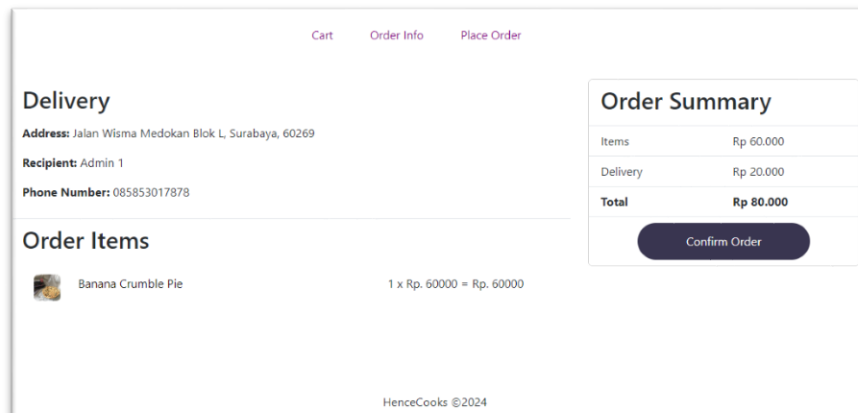 Cart Order Info Place Order
Delivery
Address: Jalan Wisma Medokan Blok L, Surabaya, 60269
Recipient: Admin 1
Phone Number: 085853017878
Order Items
Banana Crumble Pie 1 x Rp. 60000 = Rp. 60000
Order Summary
Items Rp 60.000
Delivery Rp 20.000
Total Rp 80.000
Confirm Order
HenceCooks ©2024